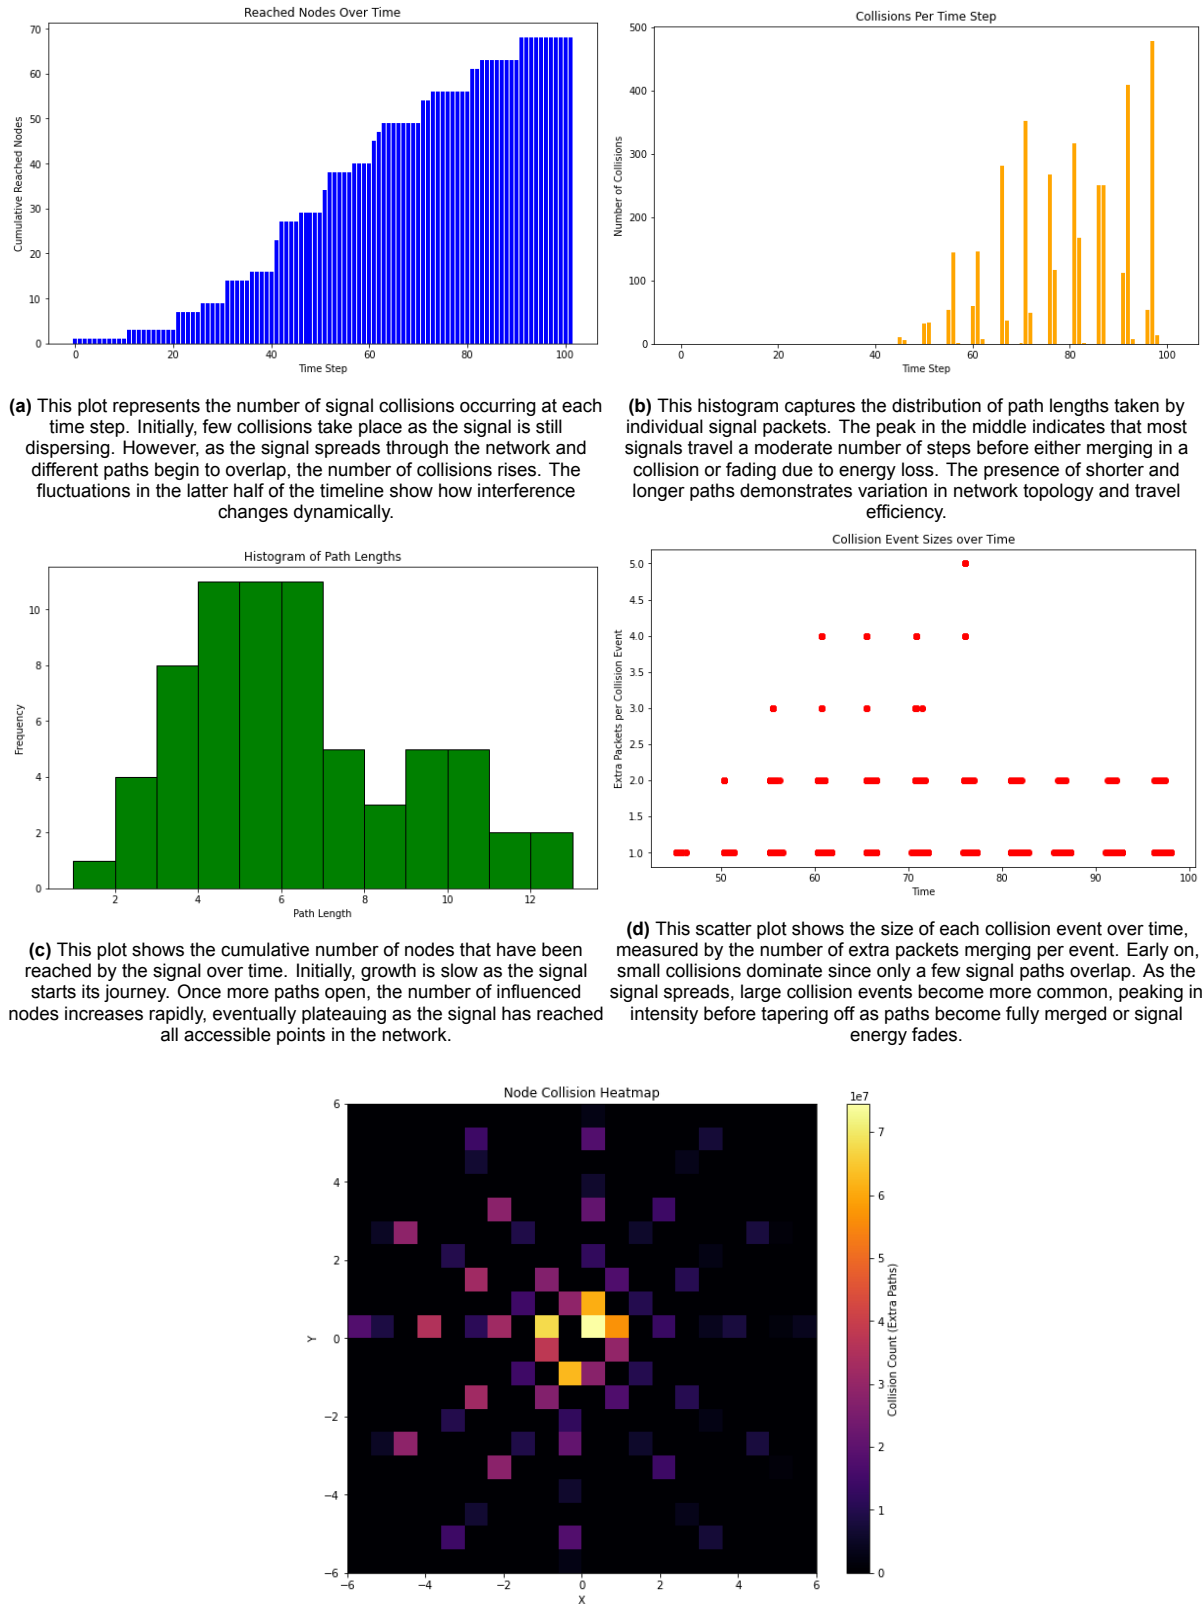 Reached Nodes Over Time
70
60
50
40
30
20
10
0
Cumulative Reached Nodes
0 20 40 60 80 100
Time Step
(a) This plot represents the number of signal collisions occurring at each
time step. Initially, few collisions take place as the signal is still
dispersing. However, as the signal spreads through the network and
different paths begin to overlap, the number of collisions rises. The
fluctuations in the latter half of the timeline show how interference
changes dynamically.
Collisions Per Time Step
500
400
300
200
100
0
Number of Collisions
0 20 40 60 80 100
Time Step
(b) This histogram captures the distribution of path lengths taken by
individual signal packets. The peak in the middle indicates that most
signals travel a moderate number of steps before either merging in a
collision or fading due to energy loss. The presence of shorter and
longer paths demonstrates variation in network topology and travel
efficiency.
Histogram of Path Lengths
10
8
6
4
2
0
Frequency
2 4 6 8 10 12
Path Length
(c) This plot shows the cumulative number of nodes that have been
reached by the signal over time. Initially, growth is slow as the signal
starts its journey. Once more paths open, the number of influenced
nodes increases rapidly, eventually plateauing as the signal has reached
all accessible points in the network.
Collision Event Sizes over Time
5.0
4.5
4.0
3.5
3.0
2.5
2.0
1.5
1.0
Extra Packets per Collision Event
50 60 70 80 90 100
Time
(d) This scatter plot shows the size of each collision event over time,
measured by the number of extra packets merging per event. Early on,
small collisions dominate since only a few signal paths overlap. As the
signal spreads, large collision events become more common, peaking in
intensity before tapering off as paths become fully merged or signal
energy fades.
Node Collision Heatmap
6
4
2
0
−2
−4
−6
Y
−6 −4 −2 0 2 4 6
X
1e7
7
6
5
4
3
2
1
0
Collision Count (Extra Paths)